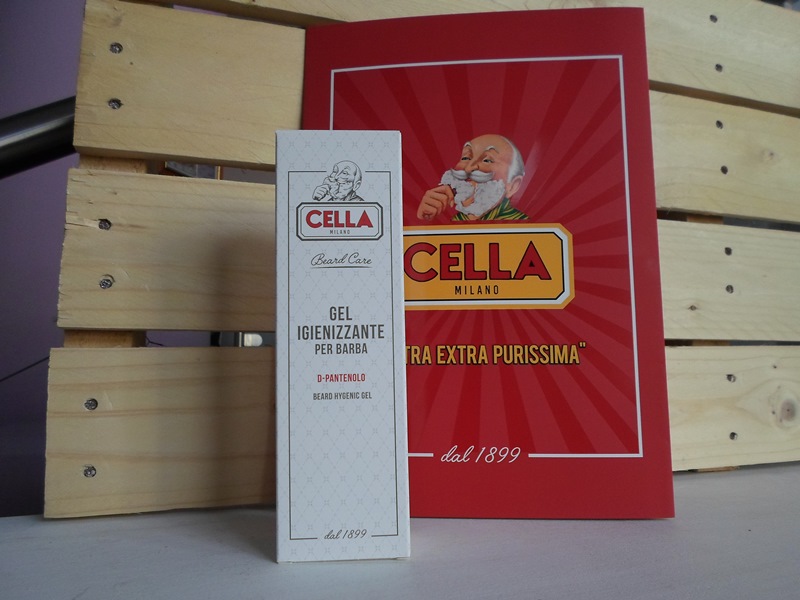 CELLA
MILANO
Beard Care
GEL
IGIENIZZANTE
PER BARBA
D-PANTENOLO
BEARD HYGENIC GEL
dal 1899
CELLA
MILANO
TRA EXTRA PURISSIMA"
dal 1899